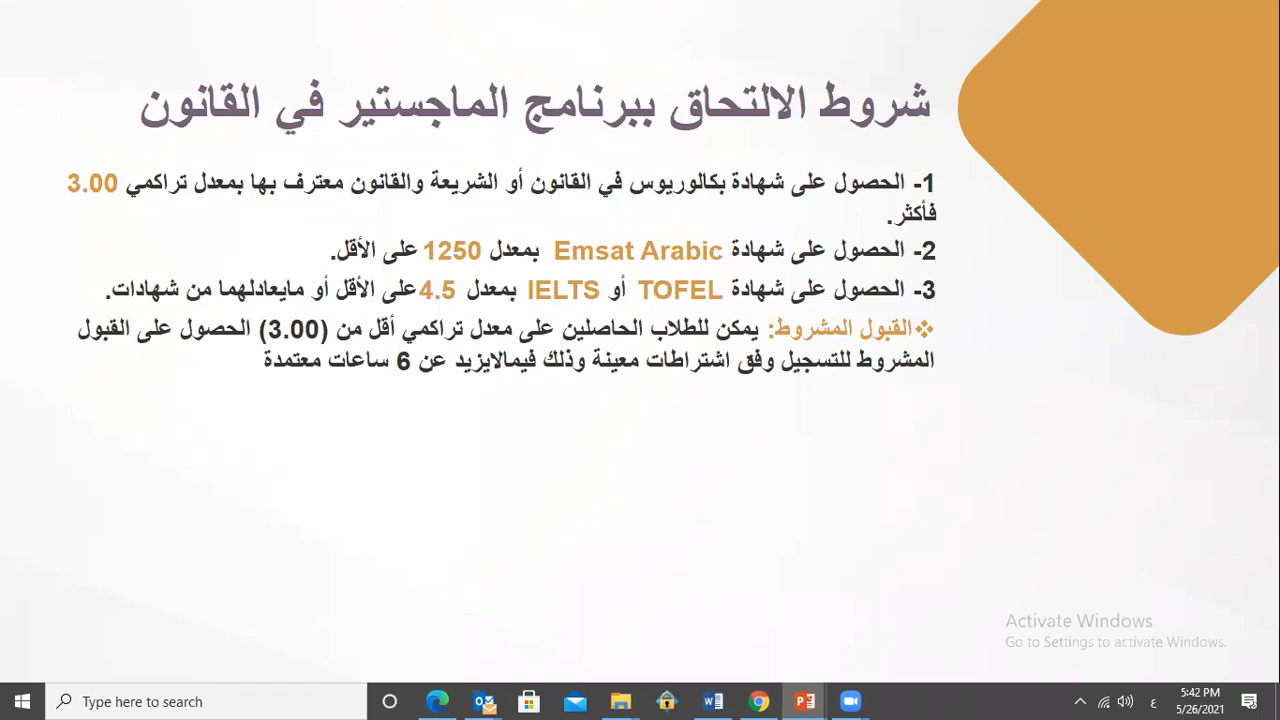 شروط الالتحاق ببرنامج الماجستير في القانون
1- الحصول على شهادة بكالوريوس في القانون أو الشريعة والقانون معترف بها بمعدل تراكمي 3.00
فأكثر.
2- الحصول على شهادة Emsat Arabic بمعدل 1250 على الأقل.
3- الحصول على شهادة TOFEL أو IELTS بمعدل 4.5 على الأقل أو مايعادلهما من شهادات.
❖القبول المشروط: يمكن للطلاب الحاصلين على معدل تراكمي أقل من (3.00) الحصول على القبول
المشروط للتسجيل وفق اشتراطات معينة وذلك فيمالايزيد عن 6 ساعات معتمدة
Activate Windows
Go to Settings to activate Windows.
Type here to search
ع
5:42 PM
5/26/2021